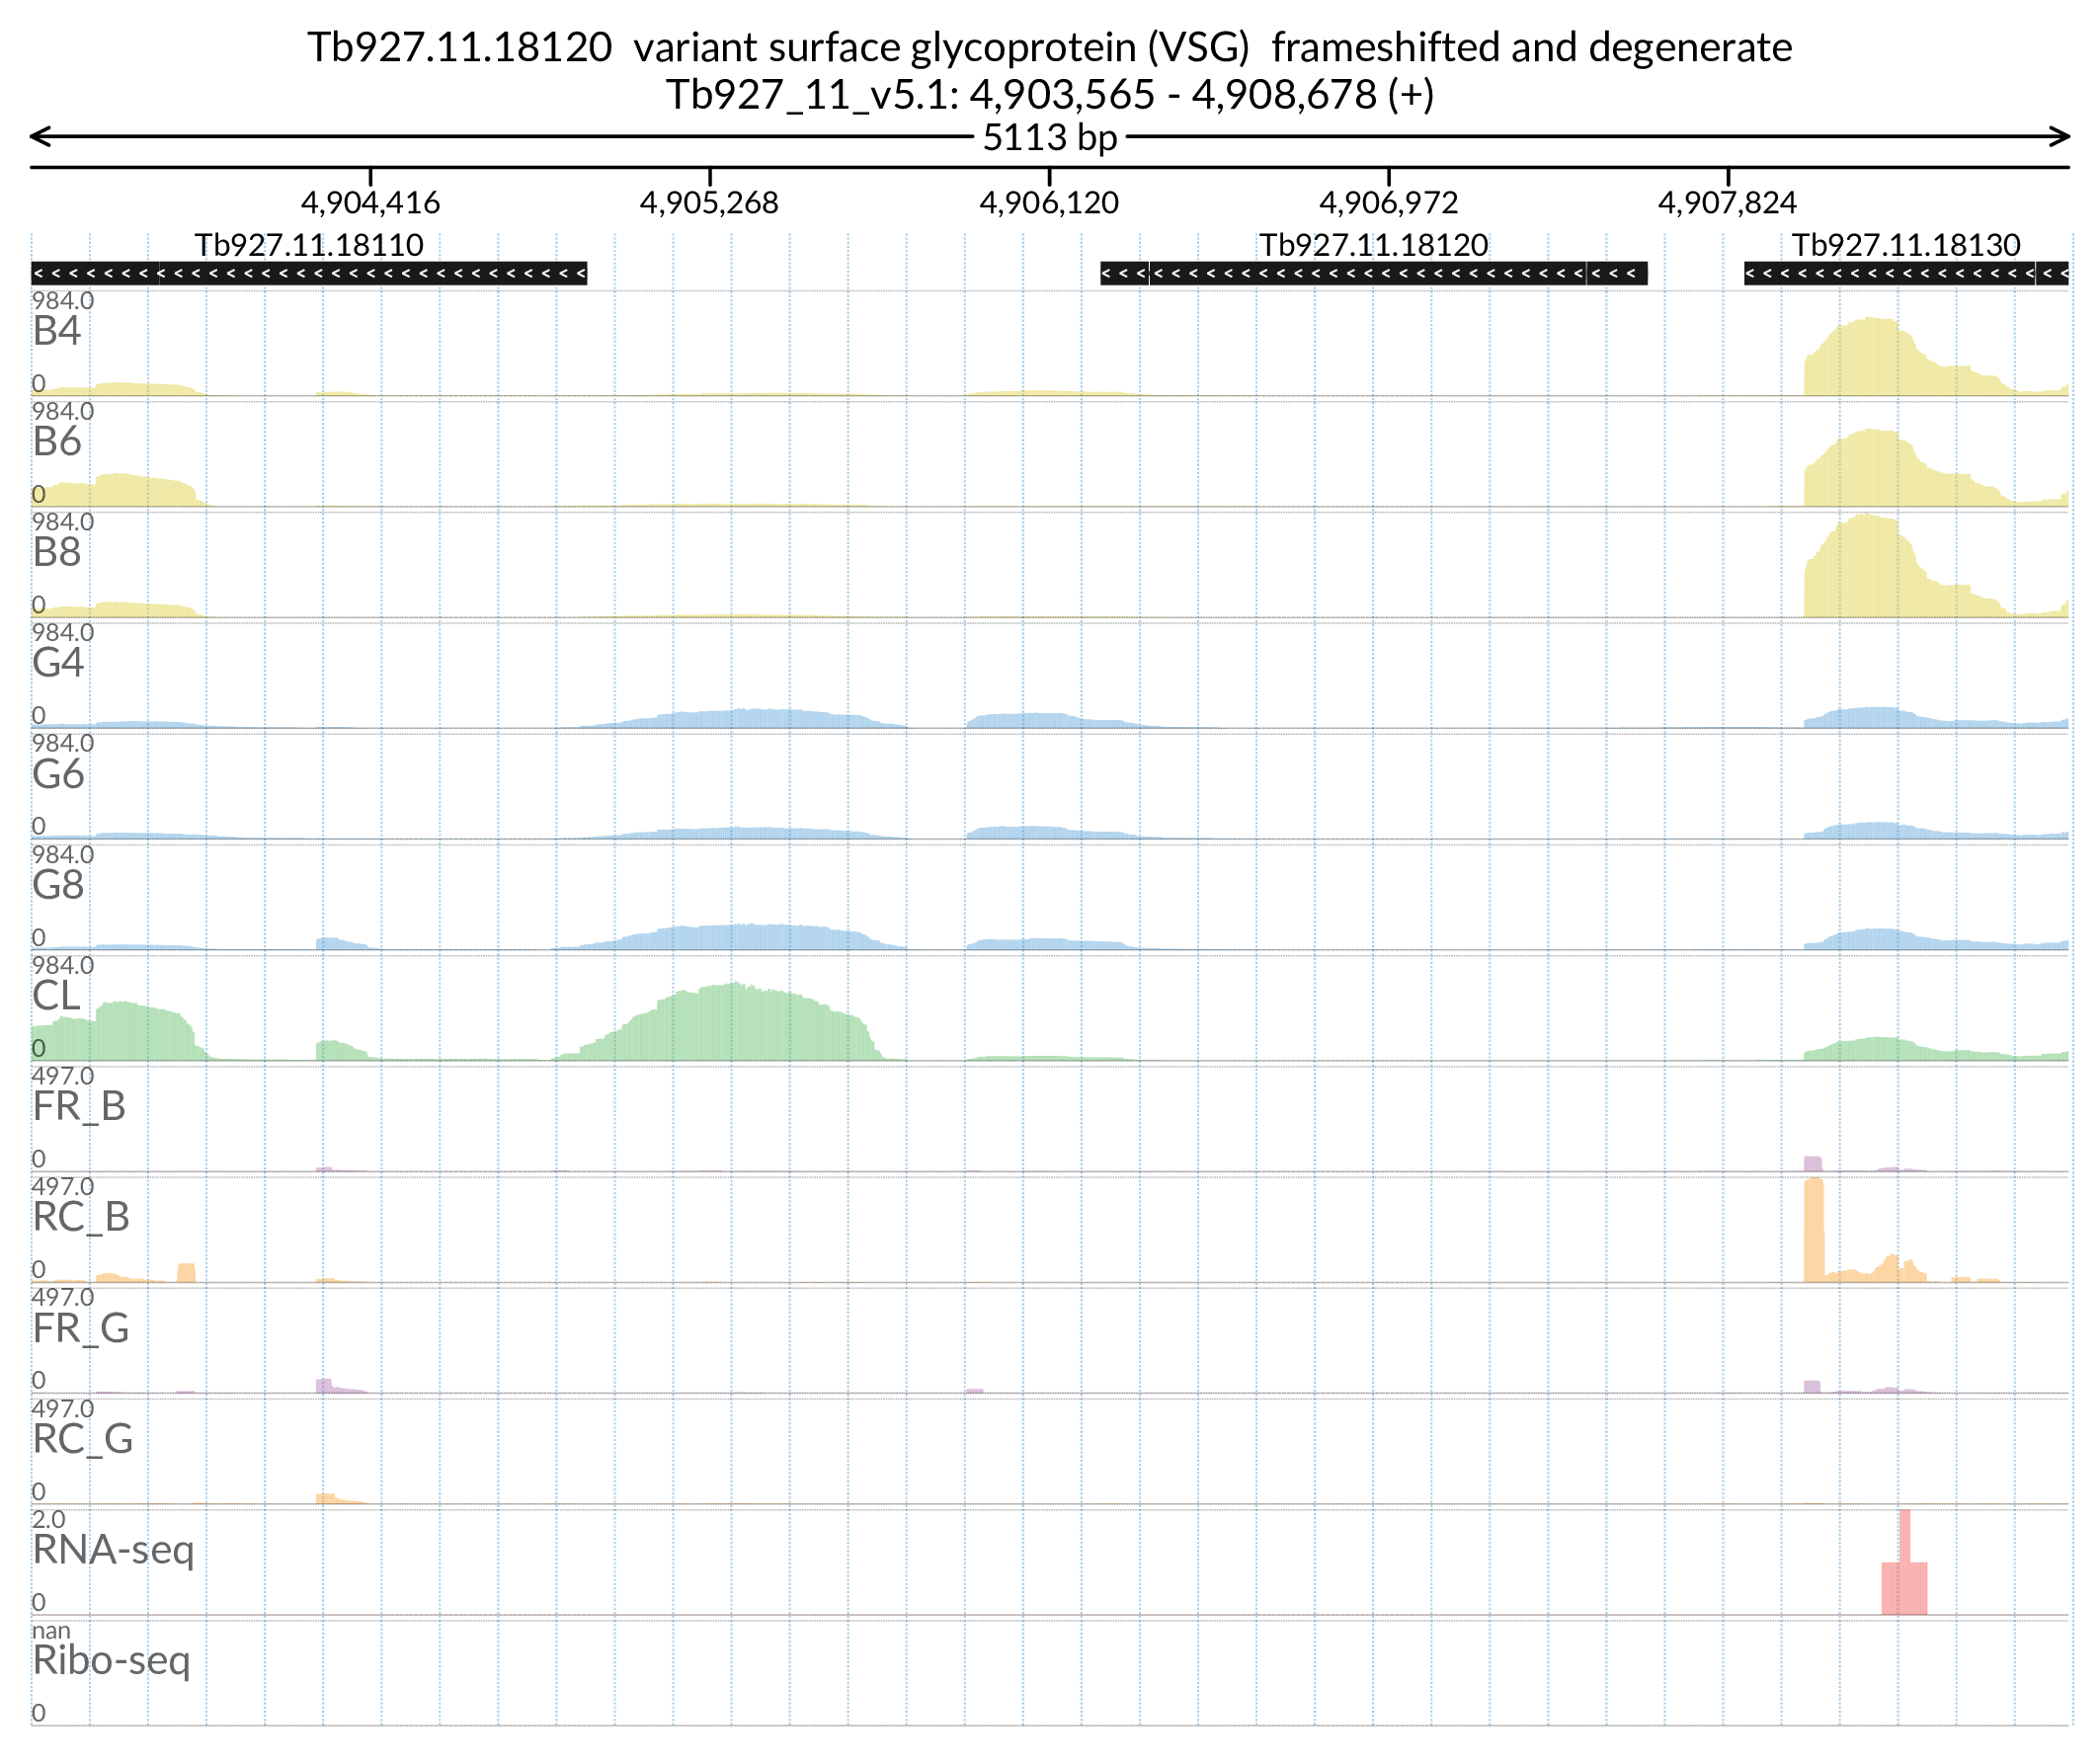 Tb927.11.18120  variant surface glycoprotein (VSG)  frameshifted and degenerate
Tb927_11_v5.1: 4,903,565 - 4,908,678 (+)
5113 bp
4,904,416 4,905,268 4,906,120 4,906,972 4,907,824
Tb927.11.18110 Tb927.11.18120 Tb927.11.18130
984.0
B4
0
984.0
B6
0
984.0
B8
0
984.0
G4
0
984.0
G6
0
984.0
G8
0
984.0
CL
0
497.0
FR_B
0
497.0
RC_B
0
497.0
FR_G
0
497.0
RC_G
0
2.0
RNA-seq
0
nan
Ribo-seq
0